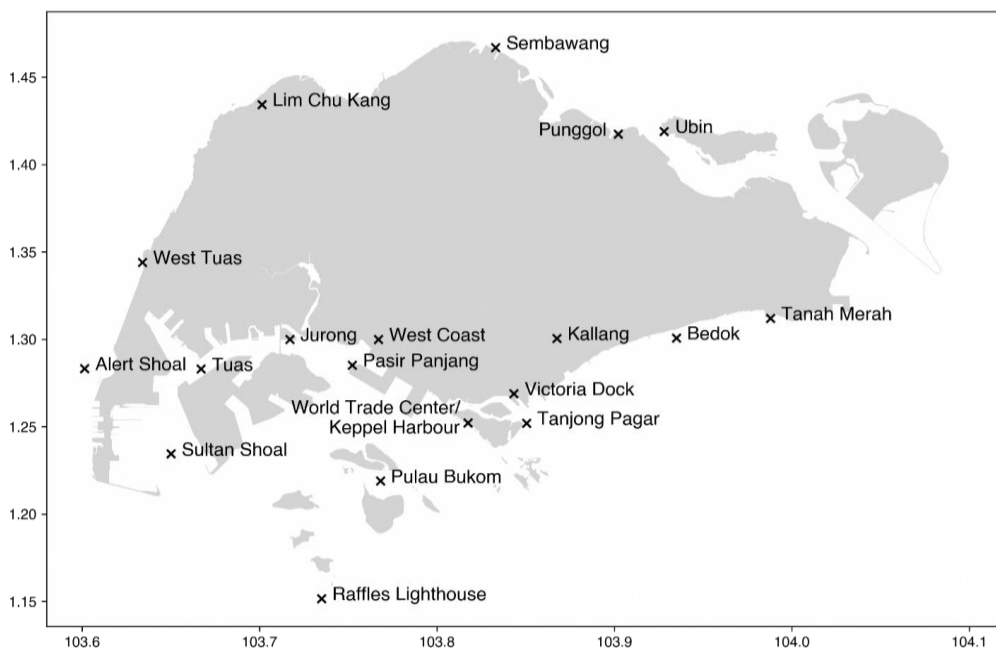 Sembawang
1.45
Lim Chu Kang
Punggol
Ubin
1.40
1.35
West Tuas
Tanah Merah
1.30
Jurong
West Coast
Kallang
Bedok
Alert Shoal
Tuas
Pasir Panjang
Victoria Dock
World Trade Center/
Keppel Harbour
Tanjong Pagar
1.25
Sultan Shoal
Pulau Bukom
1.20
1.15
Raffles Lighthouse
103.6
103.7
103.8
103.9
104.0
104.1